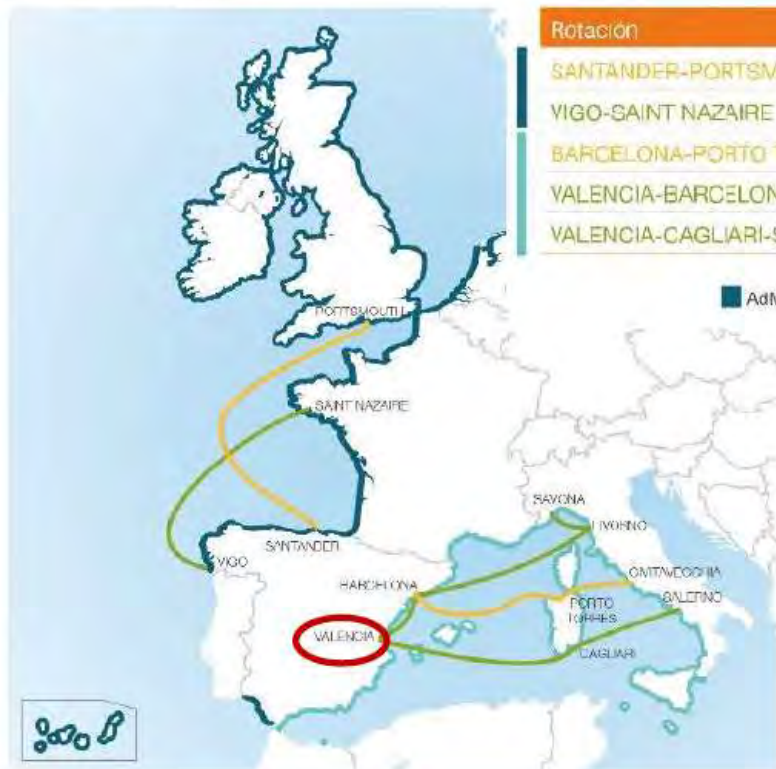 Rotación
SANTANDER-PORTSM
VIGO-SAINT NAZAIRE
BARCELONA-PORTO
VALENCIA-BARCELON
VALENCIA-CAGLIARI-S
AdM
PORTSMOUTH
SAINT NAZAIRE
SAVONA
LIVORNO
SANTANDER
VIGO
CIVITAVECCHIA
BARCELONA
SALERNO
PORTO
TORRES
VALENCIA
CAGLIARI